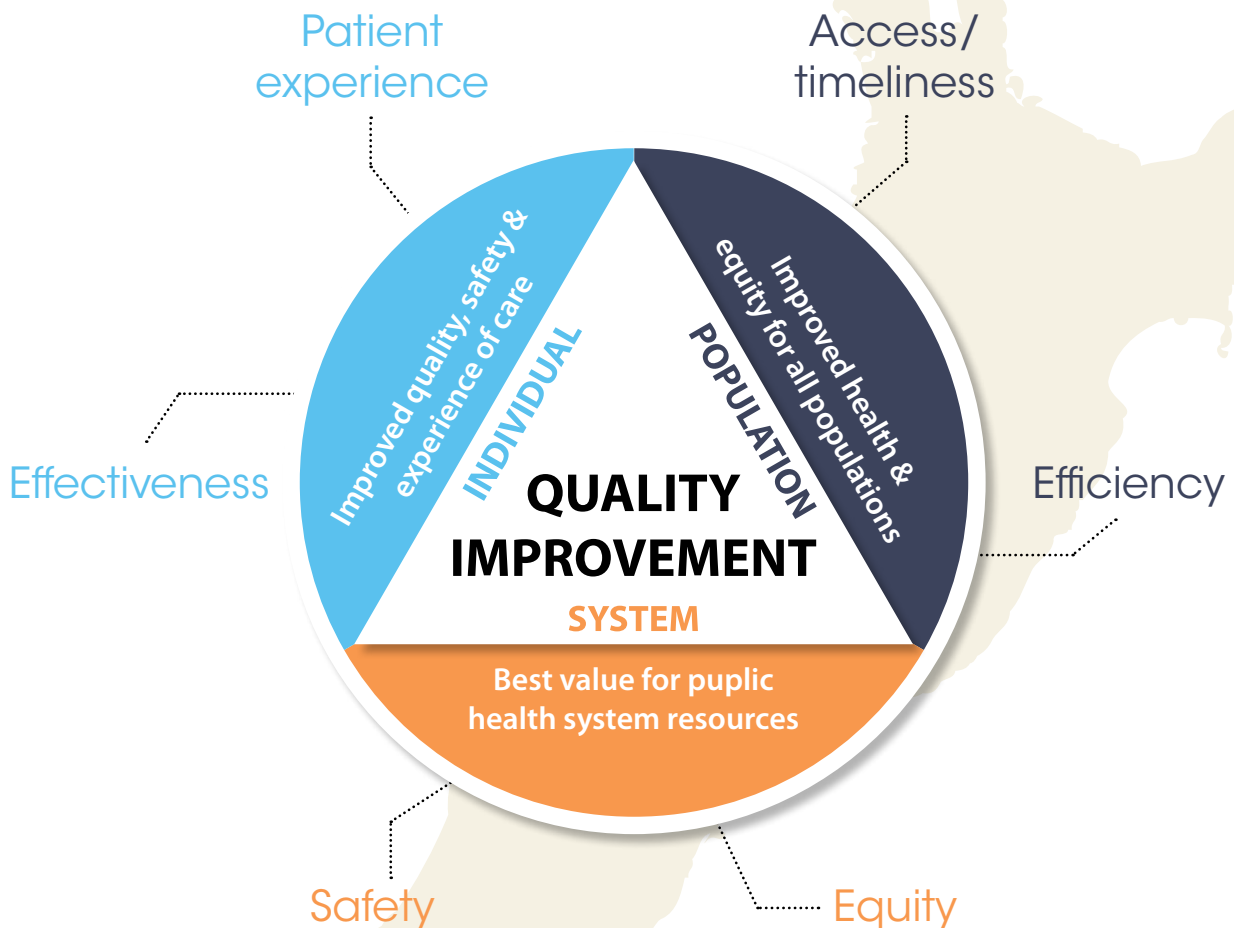 Patient
experience
Access/
timeliness
Improved quality, safety &
experience of care
INDIVIDUAL
Improved health &
equity for all populations
POPULATION
Effectiveness
Efficiency
QUALITY
IMPROVEMENT
SYSTEM
Best value for puplic
health system resources
Safety
Equity